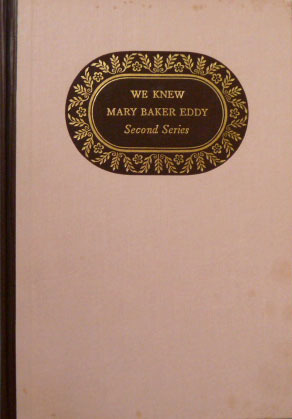 WE KNEW
MARY BAKER EDDY
Second Series